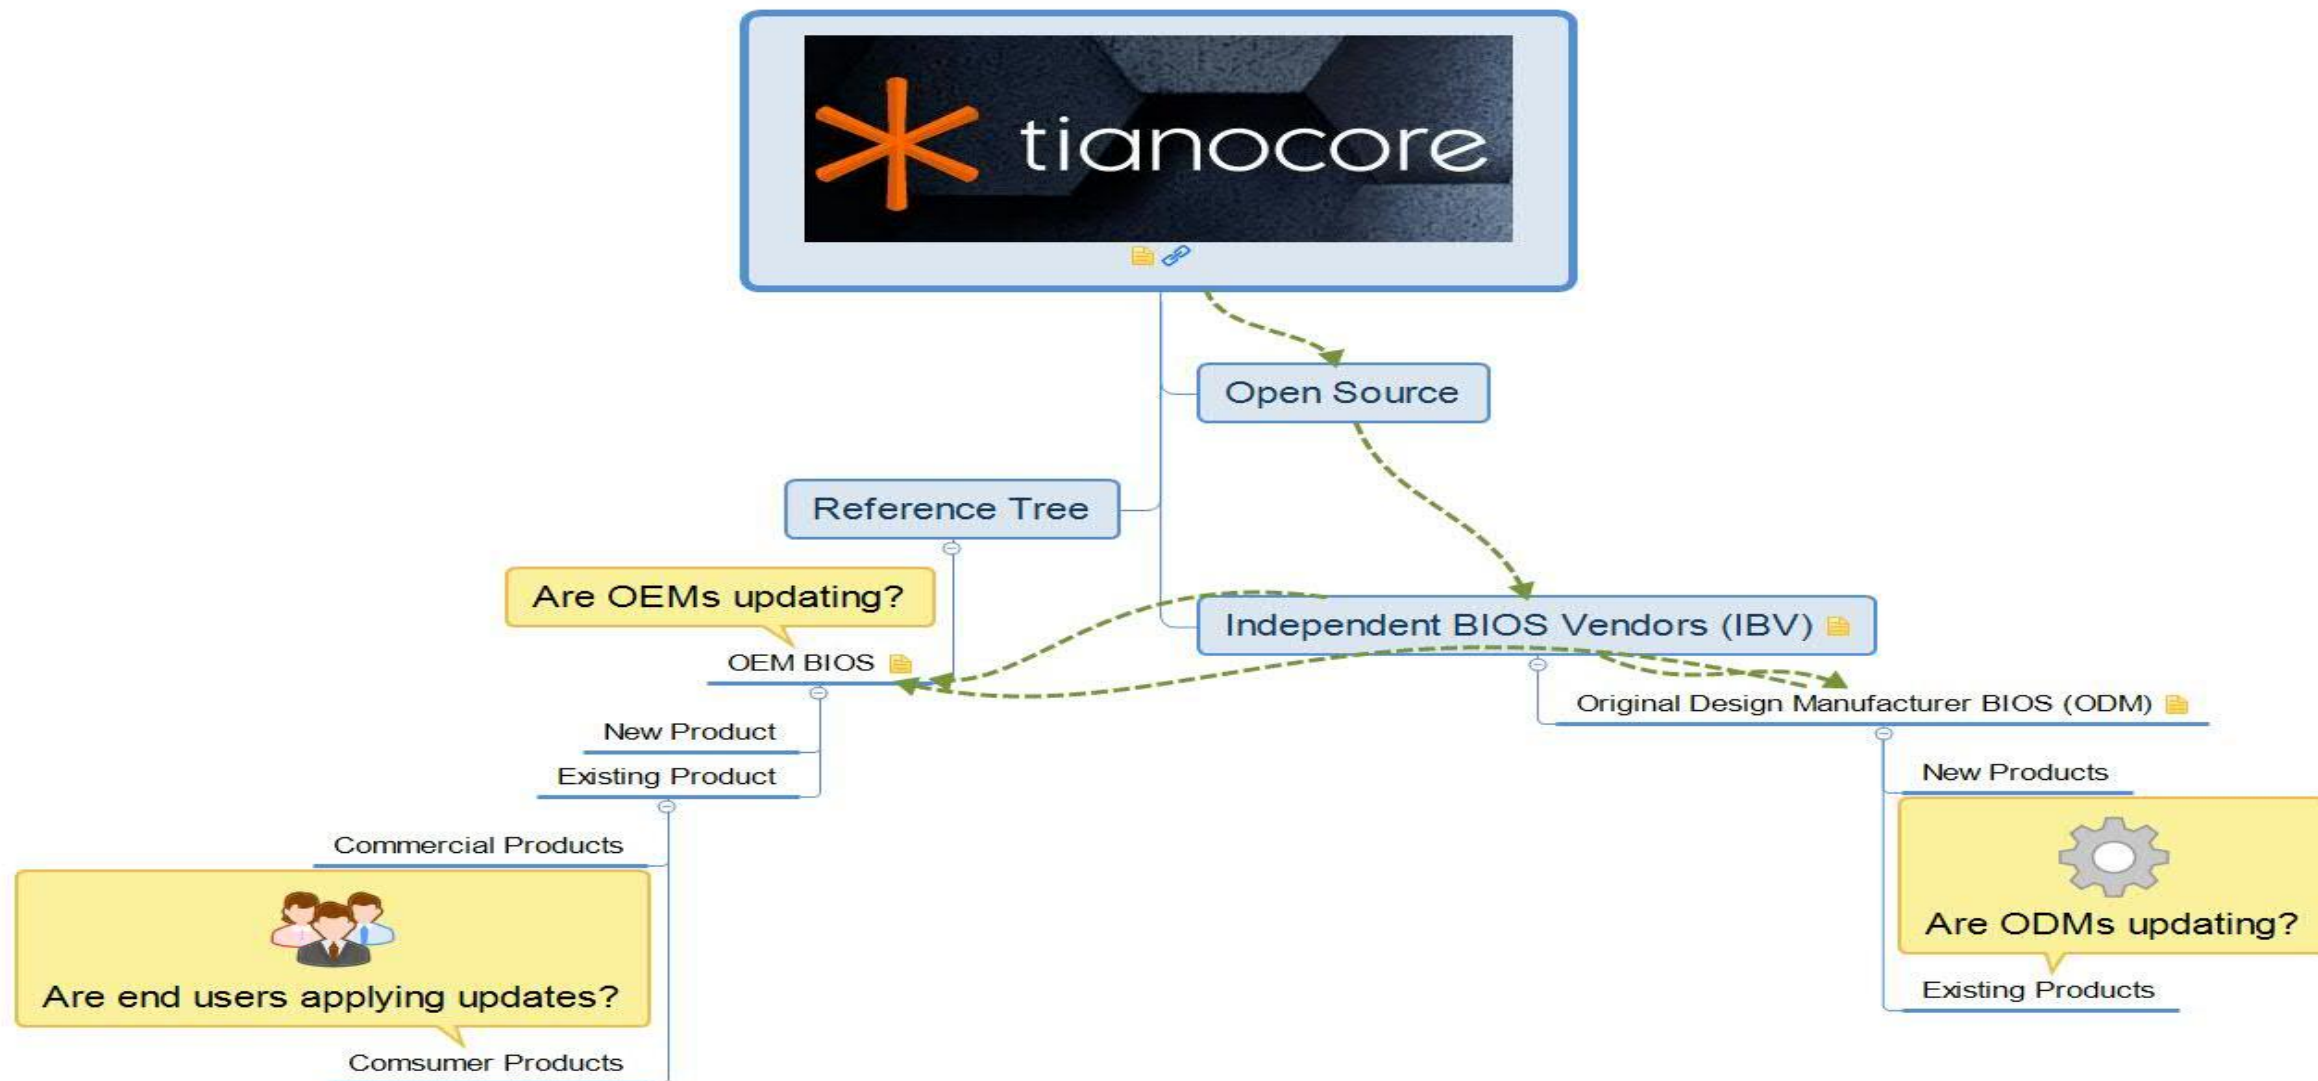 tianocore
Open Source
Reference Tree
Are OEMs updating?
Independent BIOS Vendors (IBV)
OEM BIOS
Original Design Manufacturer BIOS (ODM)
New Product
Existing Product
New Products
Commercial Products
Are ODMs updating?
Are end users applying updates?
Existing Products
Comsumer Products